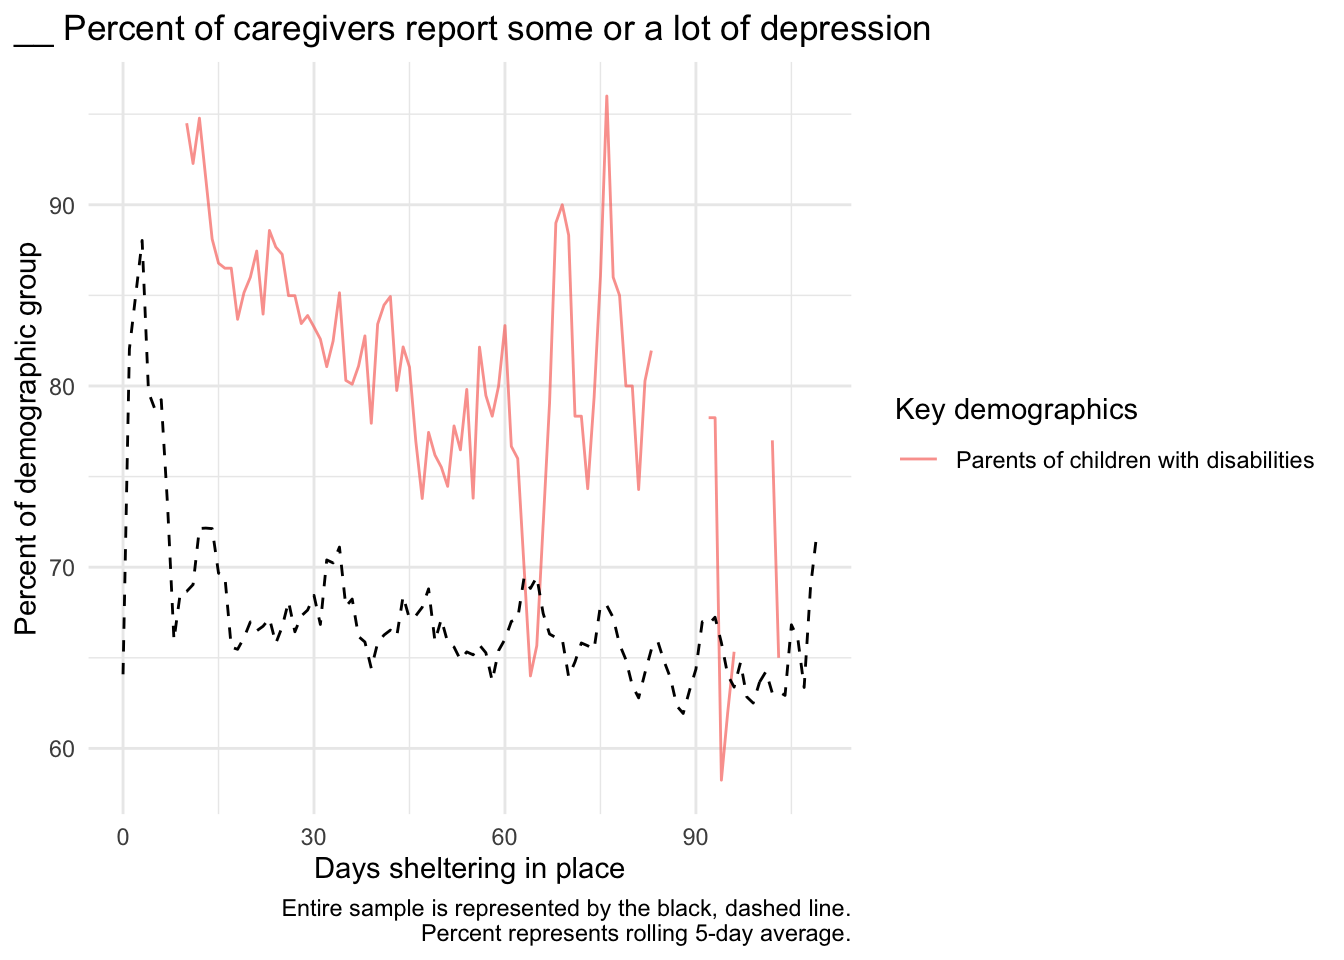 __ Percent of caregivers report some or a lot of depression
90
80
70
60
Percent of demographic group
0 30 60 90
Days sheltering in place
Key demographics
Parents of children with disabilities
Entire sample is represented by the black, dashed line.
Percent represents rolling 5-day average.